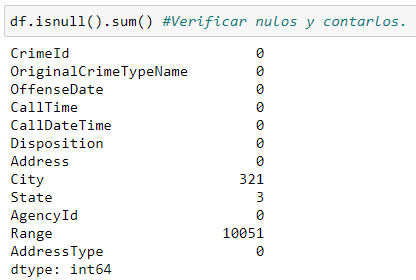 df.isnull().sum() #Verificar nulos y contarlos.
CrimeId 0
OriginalCrimeTypeName 0
OffenseDate 0
CallTime 0
CallDateTime 0
Disposition 0
Address 0
City 321
State 3
AgencyId 0
Range 10051
AddressType 0
dtype: int64